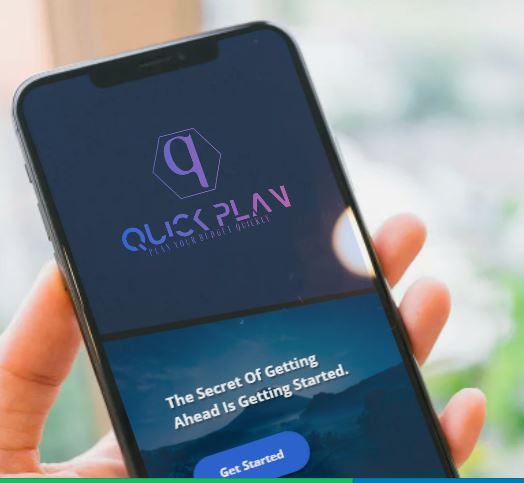 q
QUICK PLAN
PLAN YOUR BUDGET QUICKLY
The Secret Of Getting
Ahead Is Getting Started.
Get Started